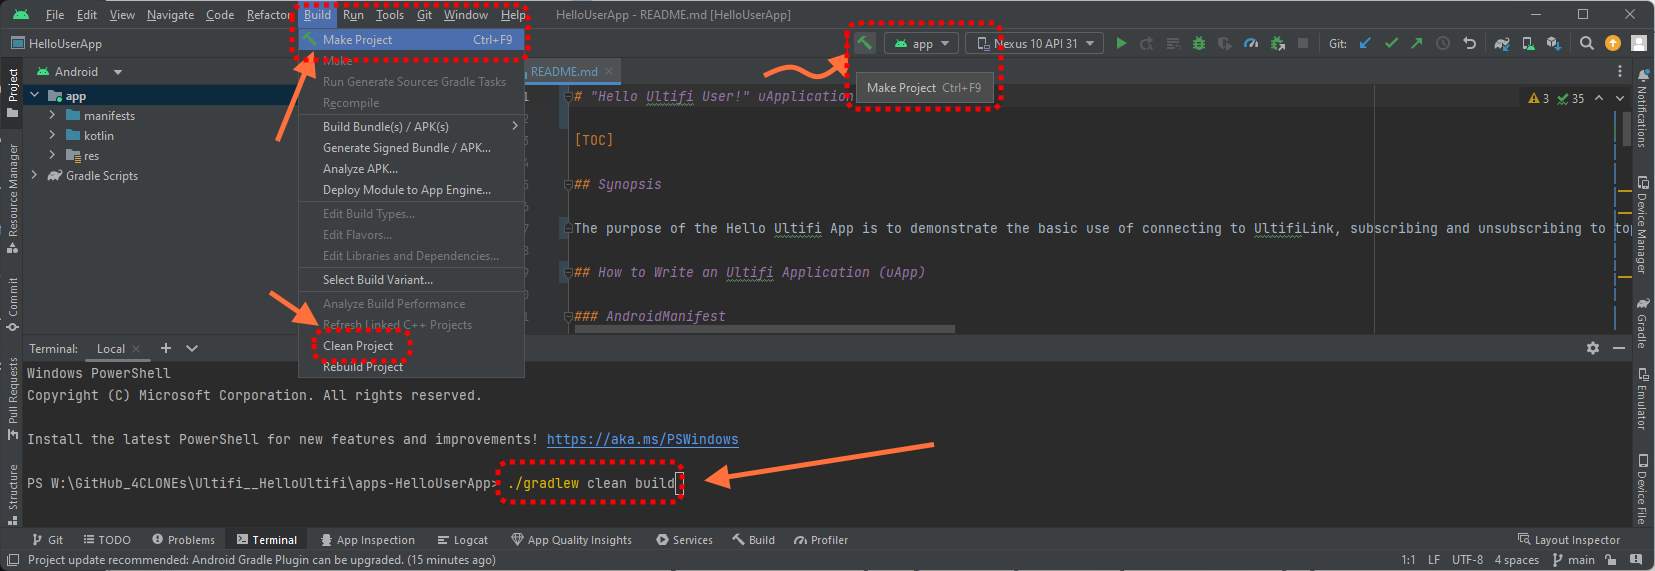 File Edit View Navigate Code Refactor Build Run Tools Git Window Help HelloUserApp - README.md [HelloUserApp]
HelloUserApp
app
Nexus 10 API 31
Git:
Make Project Ctrl+F9
Make
Run Generate Sources Gradle Tasks
Recompile
Build Bundle(s) / APK(s)
Generate Signed Bundle / APK...
Analyze APK...
Deploy Module to App Engine...
Edit Build Types...
Edit Flavors...
Edit Libraries and Dependencies...
Select Build Variant...
Analyze Build Performance
Refresh Linked C++ Projects
Clean Project
Rebuild Project
Make Project Ctrl+F9
Project
Resource Manager
Commit
Pull Requests
Structure
Android
app
manifests
kotlin
res
Gradle Scripts
README.md
3 35
# "Hello Ultifi User!" uApplication
[TOC]
## Synopsis
The purpose of the Hello Ultifi App is to demonstrate the basic use of connecting to UltifiLink, subscribing and unsubscribing to top
## How to Write an Ultifi Application (uApp)
### AndroidManifest
Notifications
Device Manager
Gradle
Emulator
Device File
Terminal: Local
Windows PowerShell
Copyright (C) Microsoft Corporation. All rights reserved.
Install the latest PowerShell for new features and improvements! https://aka.ms/PSWindows
PS W:\GitHub_4CLONEs\Ultifi__HelloUltifi\apps-HelloUserApp> ./gradlew clean build
Git TODO Problems Terminal App Inspection Logcat App Quality Insights Services Build Profiler Layout Inspector
Project update recommended: Android Gradle Plugin can be upgraded. (15 minutes ago) 1:1 LF UTF-8 4 spaces main